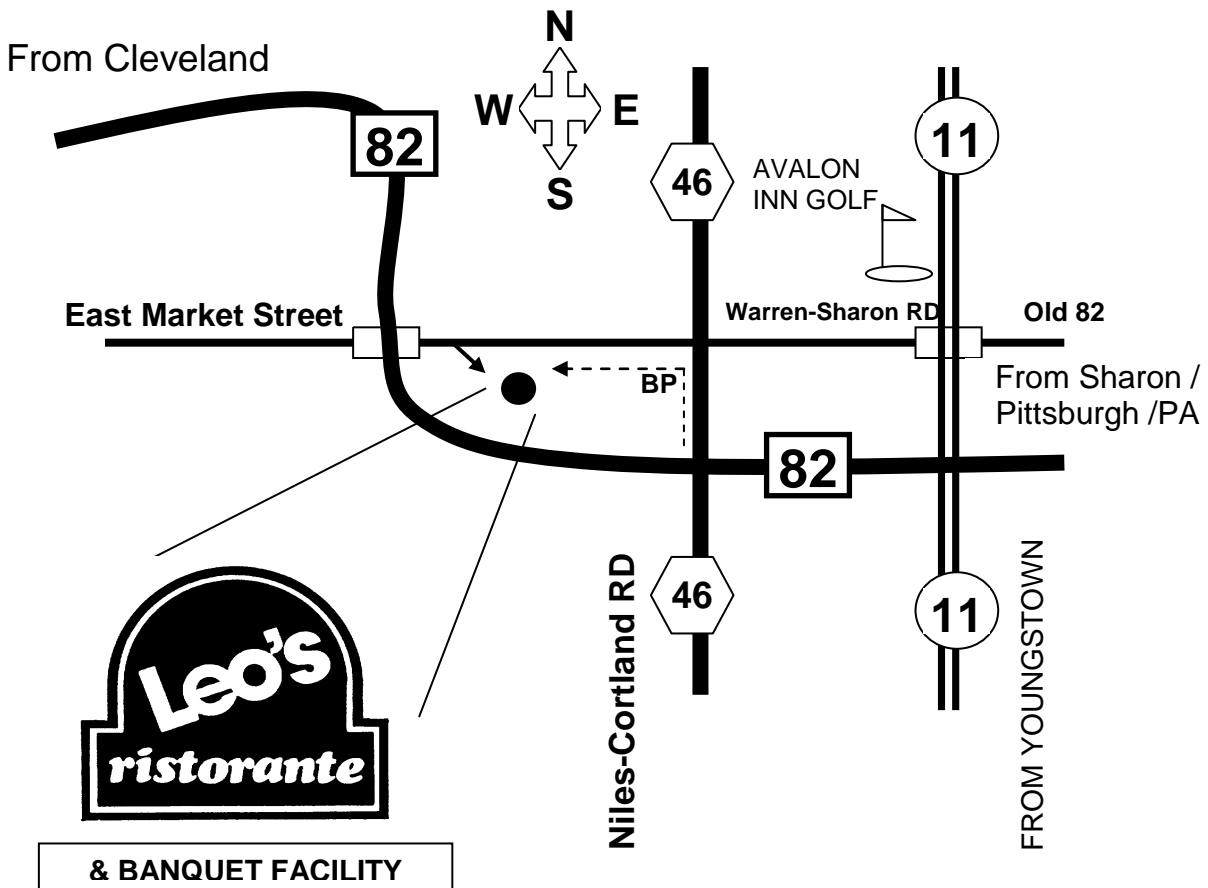 N
From Cleveland
W
E
S
82
46
11
AVALON
INN GOLF
East Market Street
Warren-Sharon RD
Old 82
BP
From Sharon /
Pittsburgh /PA
82
Niles-Cortland RD
46
11
FROM YOUNGSTOWN
Leo's
ristorante
& BANQUET FACILITY